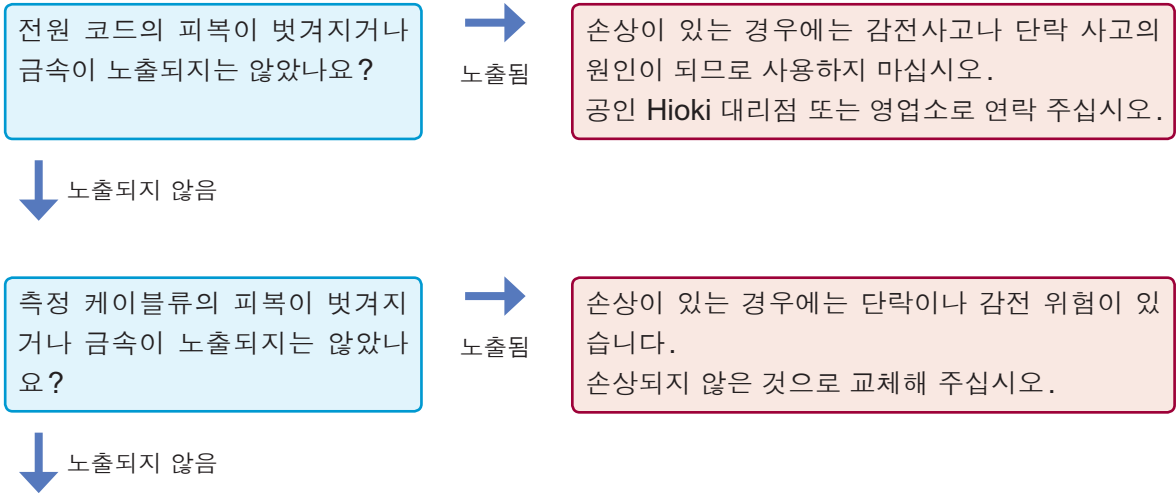 전원 코드의 피복이 벗겨지거나
금속이 노출되지는 않았나요?
노출됨
손상이 있는 경우에는 감전사고나 단락 사고의
원인이 되므로 사용하지 마십시오.
공인 Hioki 대리점 또는 영업소로 연락 주십시오.
노출되지 않음
측정 케이블류의 피복이 벗겨지
거나 금속이 노출되지는 않았나
요?
노출됨
손상이 있는 경우에는 단락이나 감전 위험이 있
습니다.
손상되지 않은 것으로 교체해 주십시오.
노출되지 않음